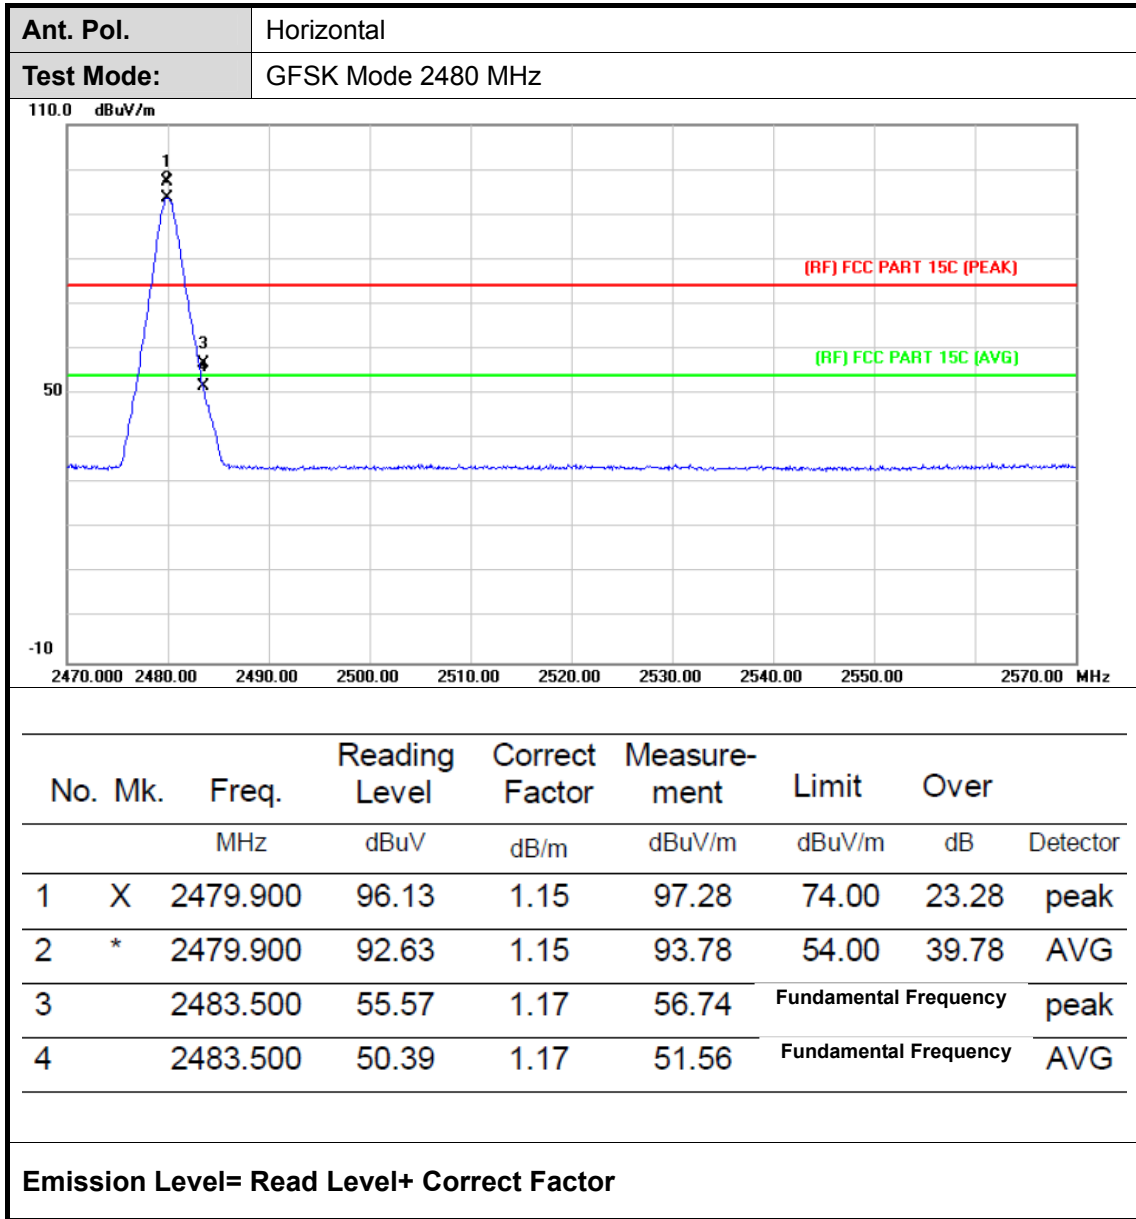 Ant. Pol. Horizontal
Test Mode: GFSK Mode 2480 MHz
110.0 dBuV/m
1
(RF) FCC PART 15C (PEAK)
3
(RF) FCC PART 15C (AVG)
50
-10
2470.000 2480.00 2490.00 2500.00 2510.00 2520.00 2530.00 2540.00 2550.00 2570.00 MHz
No. Mk. Freq. Reading Level Correct Factor Measure-ment Limit Over
MHz dBuV dB/m dBuV/m dBuV/m dB Detector
1 X 2479.900 96.13 1.15 97.28 74.00 23.28 peak
2 * 2479.900 92.63 1.15 93.78 54.00 39.78 AVG
3 2483.500 55.57 1.17 56.74 Fundamental Frequency peak
4 2483.500 50.39 1.17 51.56 Fundamental Frequency AVG
Emission Level= Read Level+ Correct Factor